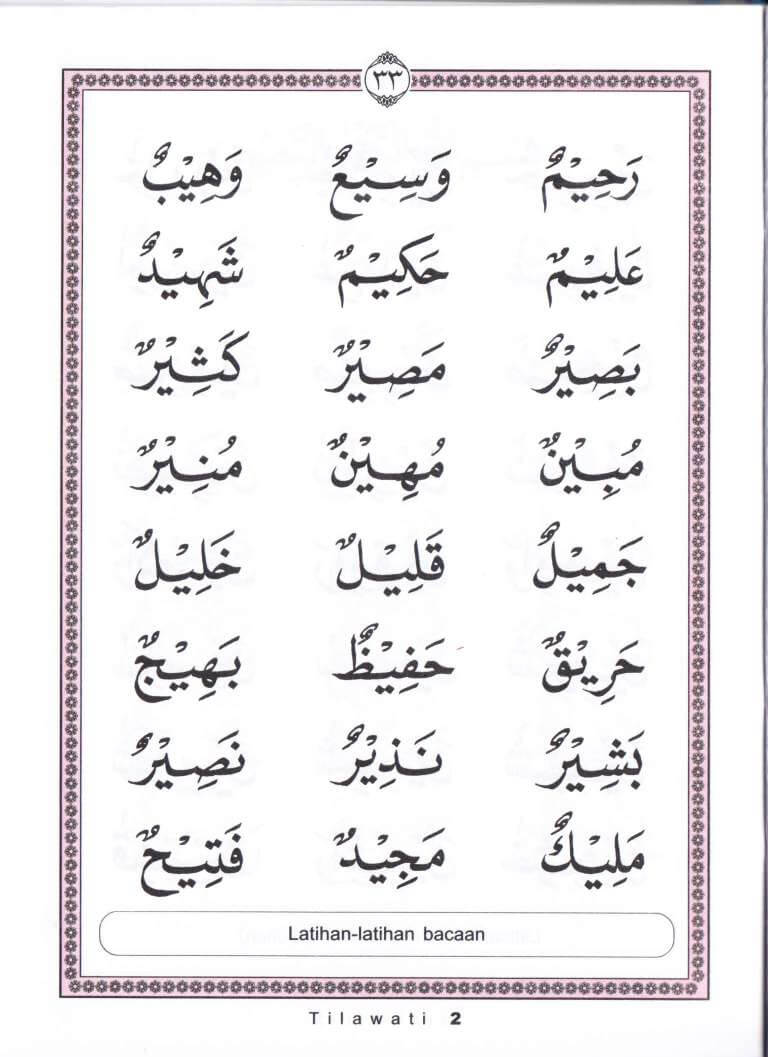 ٣٣
رَحِيْمٌ وَسِيْعٌ وَهِيْبٌ
عَلِيْمٌ حَكِيْمٌ شَهِيْدٌ
بَصِيْرٌ مَصِيْرٌ كَثِيْرٌ
مُبِيْنٌ مُهِيْنٌ مُنِيْرٌ
جَمِيْلٌ قَلِيْلٌ خَلِيْلٌ
حَرِيْقٌ حَفِيْظٌ بَهِيْجٌ
بَشِيْرٌ نَذِيْرٌ نَصِيْرٌ
مَلِيْكٌ مَجِيْدٌ فَتِيْحٌ
Latihan-latihan bacaan
Tilawati 2